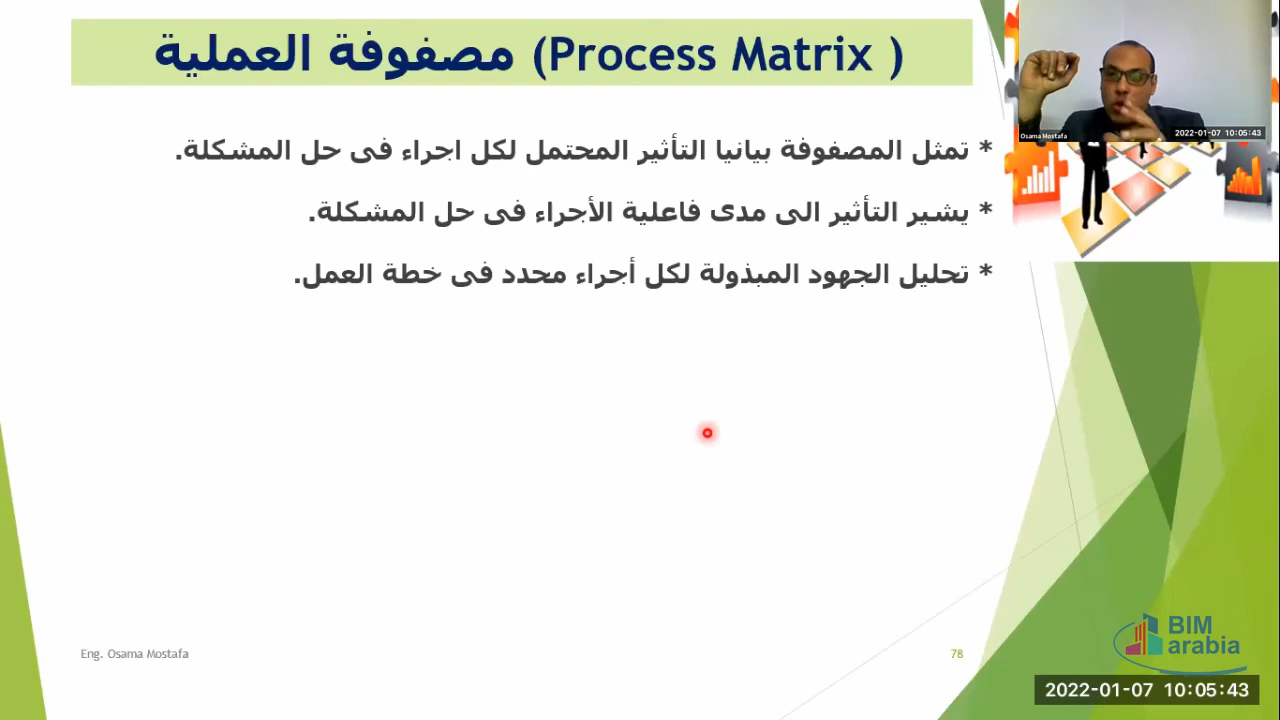 مصفوفة العملية (Process Matrix )
* تمثل المصفوفة بيانيا التأثير المحتمل لكل اجراء فى حل المشكلة.
* يشير التأثير الى مدى فاعلية الأجراء فى حل المشكلة.
* تحليل الجهود المبذولة لكل أجراء محدد فى خطة العمل.
Osama Mostafa
2022-01-07 10:05:43
Eng. Osama Mostafa
78
BIM
arabia
2022-01-07 10:05:43